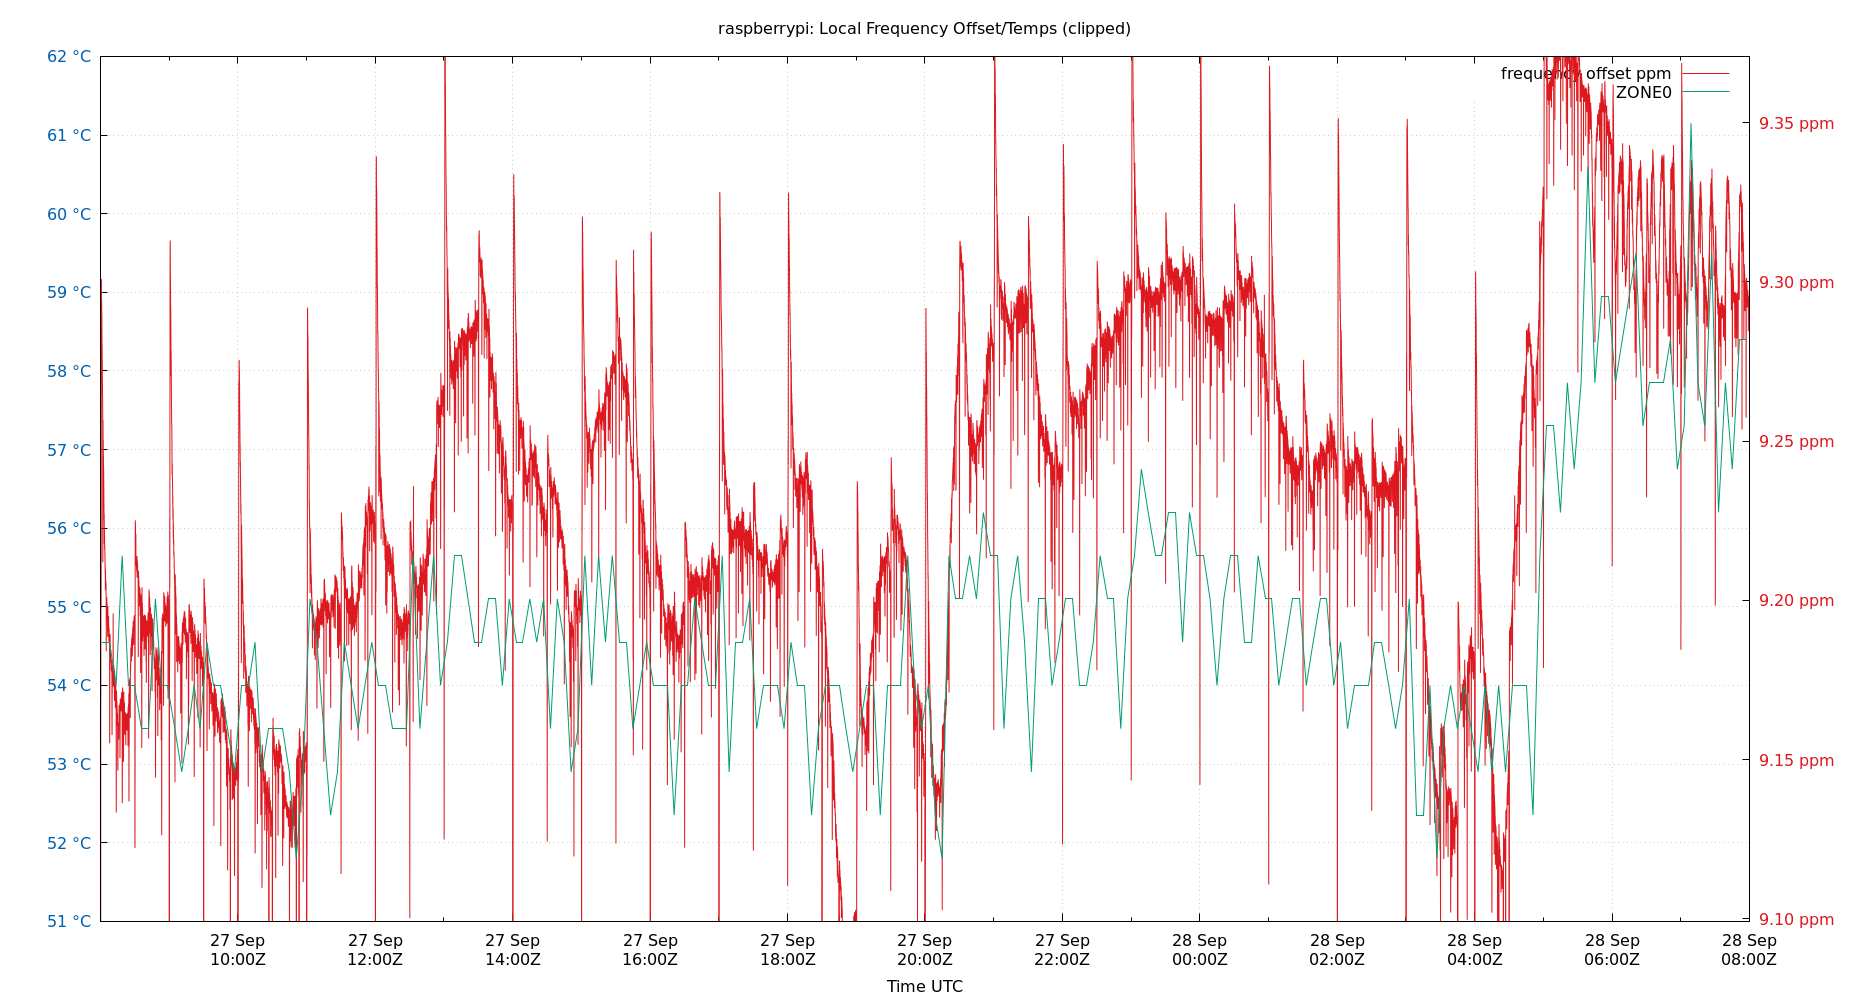 raspberrypi: Local Frequency Offset/Temps (clipped)
62 °C
61 °C
60 °C
59 °C
58 °C
57 °C
56 °C
55 °C
54 °C
53 °C
52 °C
51 °C
frequency offset ppm
ZONE0
9.35 ppm
9.30 ppm
9.25 ppm
9.20 ppm
9.15 ppm
9.10 ppm
27 Sep
10:00Z
27 Sep
12:00Z
27 Sep
14:00Z
27 Sep
16:00Z
27 Sep
18:00Z
27 Sep
20:00Z
27 Sep
22:00Z
28 Sep
00:00Z
28 Sep
02:00Z
28 Sep
04:00Z
28 Sep
06:00Z
28 Sep
08:00Z
Time UTC